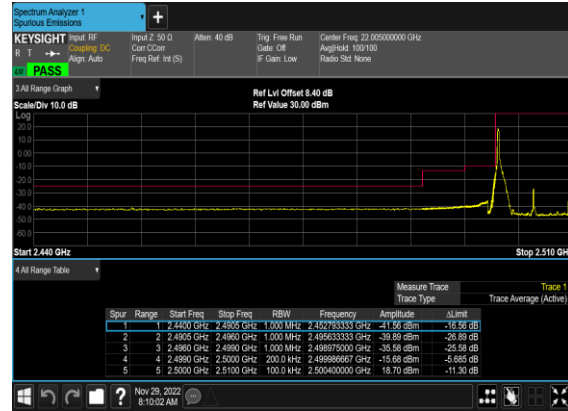 Spectrum Analyzer 1
Spurious Emissions
+
KEYSIGHT Input: RF Input Z: 50 Ω Atten: 40 dB Trig: Free Run Center Freq: 22.005000000 GHz
R T Coupling: DC Corr CCorr Gate: Off Avg|Hold: 100/100
Align: Auto Freq Ref: Int (S) IF Gain: Low Radio Std: None
PASS
3 All Range Graph
Ref Lvl Offset 8.40 dB
Scale/Div 10.0 dB Ref Value 30.00 dBm
Log
20.0
10.0
0.00
-10.0
-20.0
-30.0
-40.0
-50.0
-60.0
Start 2.440 GHz Stop 2.510 GHz
4 All Range Table
Measure Trace Trace 1
Trace Type Trace Average (Active)
Spur Range Start Freq Stop Freq RBW Frequency Amplitude ΔLimit
1 1 2.4400 GHz 2.4905 GHz 1.000 MHz 2.452793333 GHz -41.56 dBm -16.56 dB
2 2 2.4905 GHz 2.4960 GHz 1.000 MHz 2.495633333 GHz -39.89 dBm -26.89 dB
3 3 2.4960 GHz 2.4990 GHz 1.000 MHz 2.498975000 GHz -35.58 dBm -25.58 dB
4 4 2.4990 GHz 2.5000 GHz 200.0 kHz 2.499986667 GHz -15.68 dBm -5.685 dB
5 5 2.5000 GHz 2.5100 GHz 100.0 kHz 2.500400000 GHz 18.70 dBm -11.30 dB
? Nov 29, 2022
8:10:02 AM